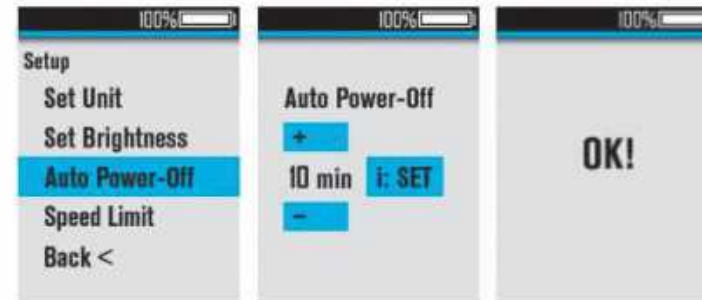 100%
Setup
Set Unit
Set Brightness
Auto Power-Off
Speed Limit
Back <
100%
Auto Power-Off
+
10 min i: SET
-
100%
OK!